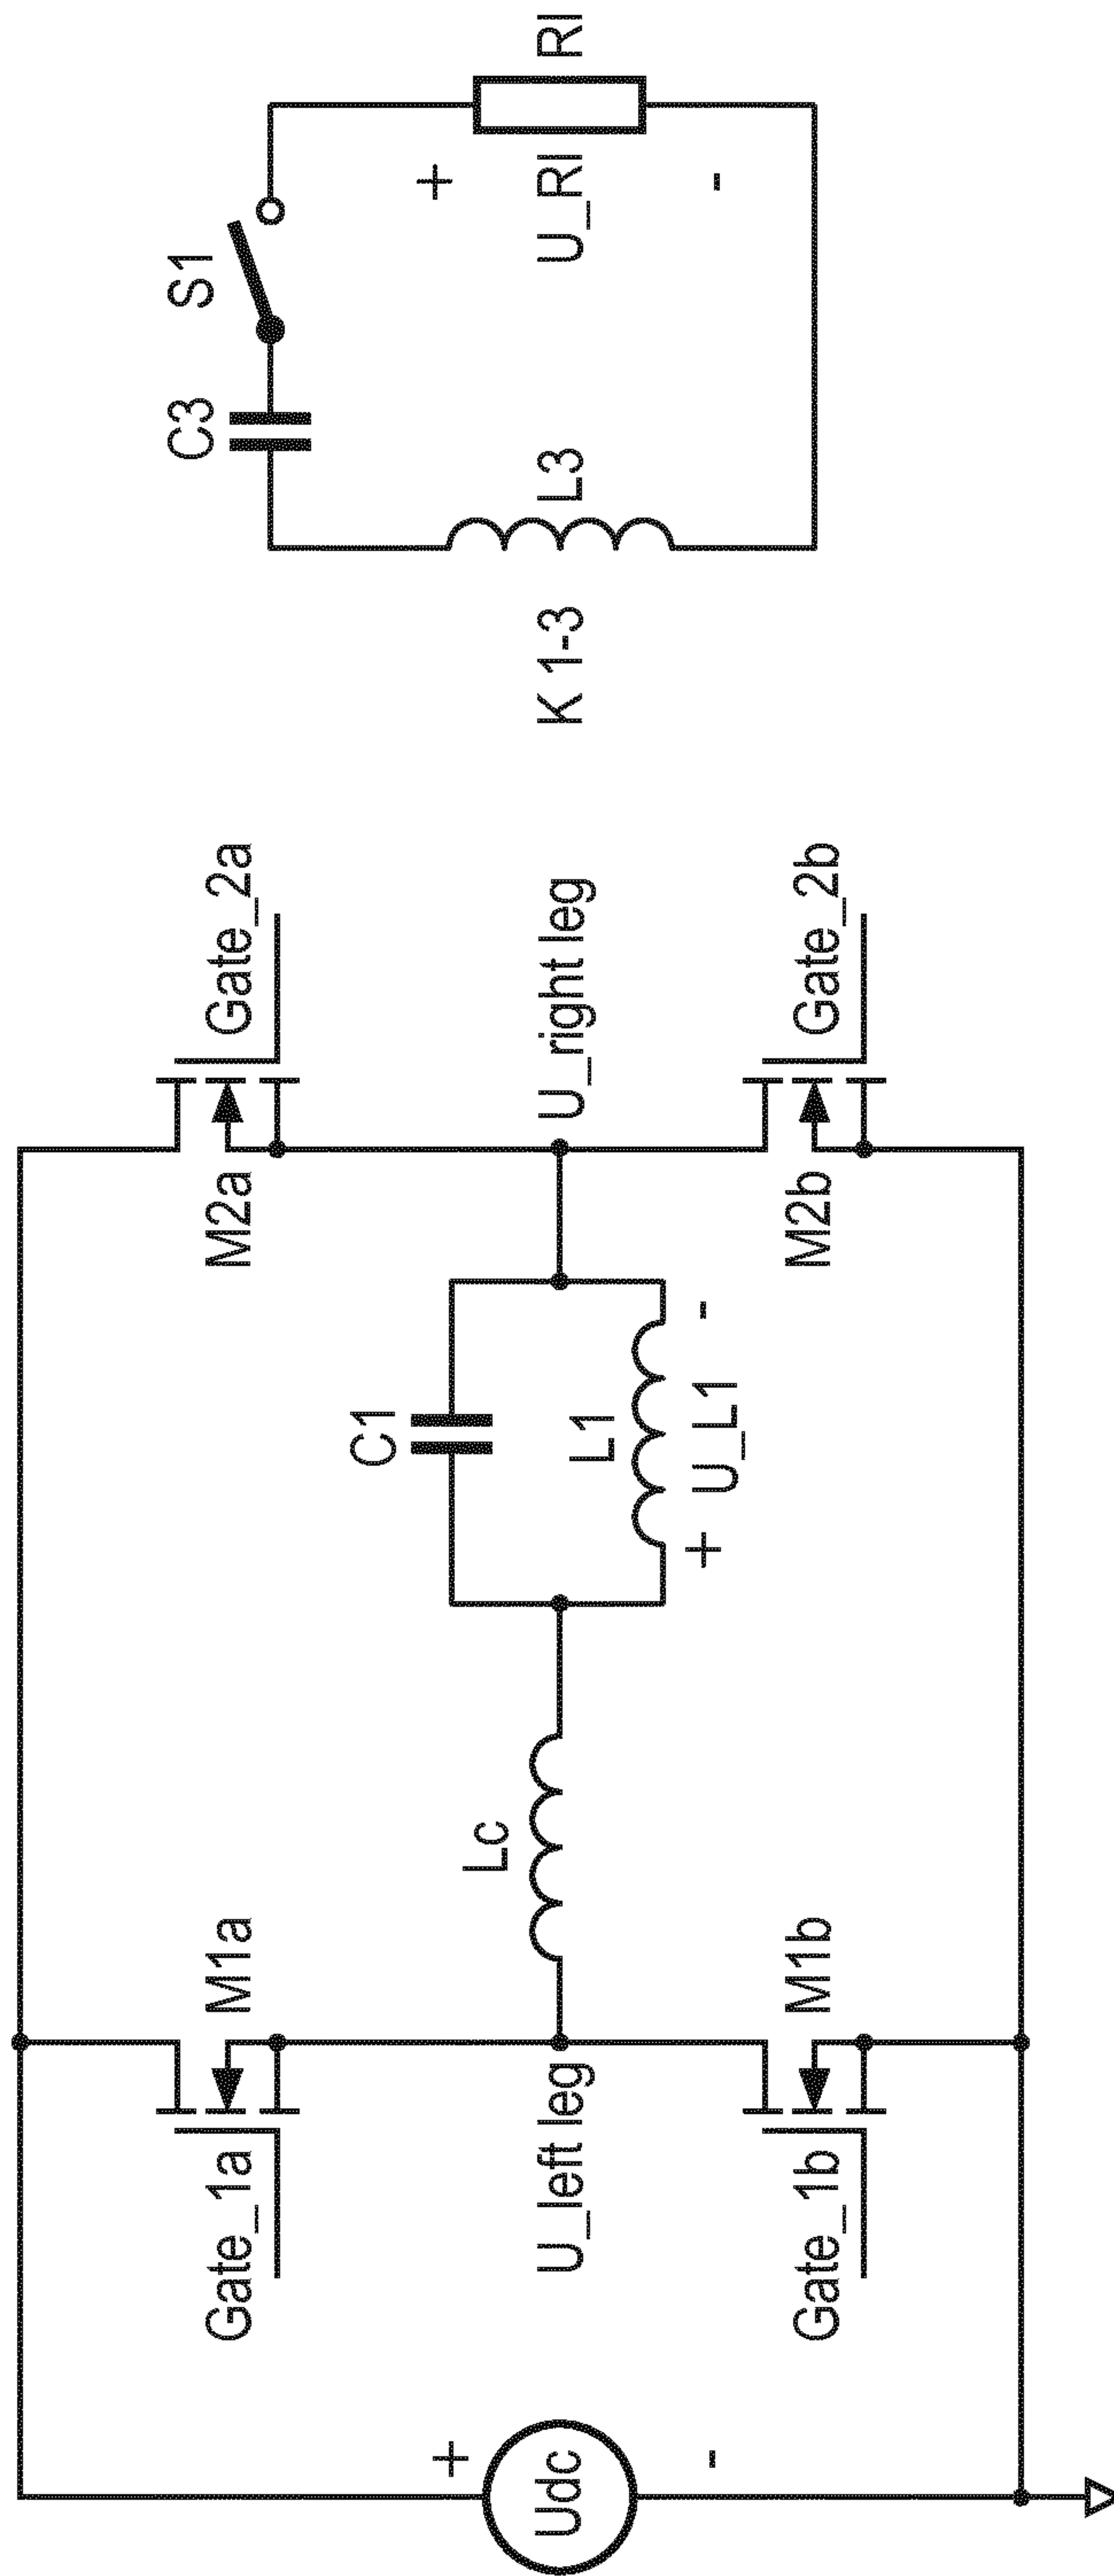 C3
S1
Gate_1a
M1a
M2a
Gate_2a
C1
+
+
Lc
Udc
U_left leg
L1
U_right leg
K 1-3
L3
U_RI
RI
-
+ U_L1 -
-
Gate_1b
M1b
M2b
Gate_2b